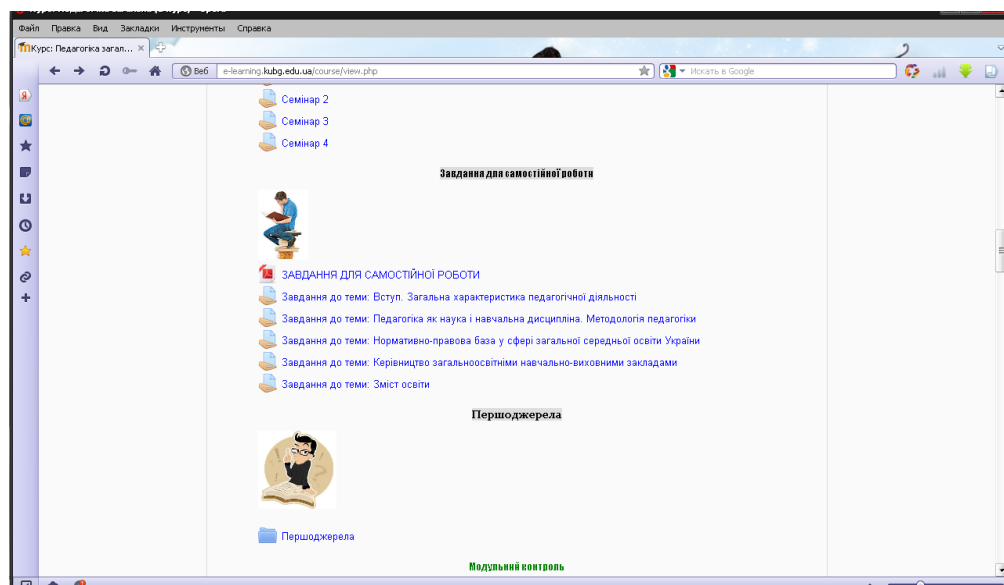 Файл Правка Вид Закладки Инструменты Справка
Курс: Педагогіка загал...
Веб e-learning.kubg.edu.ua/course/view.php Искать в Google
Семінар 2
Семінар 3
Семінар 4
Завдання для самостійної роботи
ЗАВДАННЯ ДЛЯ САМОСТІЙНОЇ РОБОТИ
Завдання до теми: Вступ. Загальна характеристика педагогічної діяльності
Завдання до теми: Педагогіка як наука і навчальна дисципліна. Методологія педагогіки
Завдання до теми: Нормативно-правова база у сфері загальної середньої освіти України
Завдання до теми: Керівництво загальноосвітніми навчально-виховними закладами
Завдання до теми: Зміст освіти
Першоджерела
Першоджерела
Модульний контроль